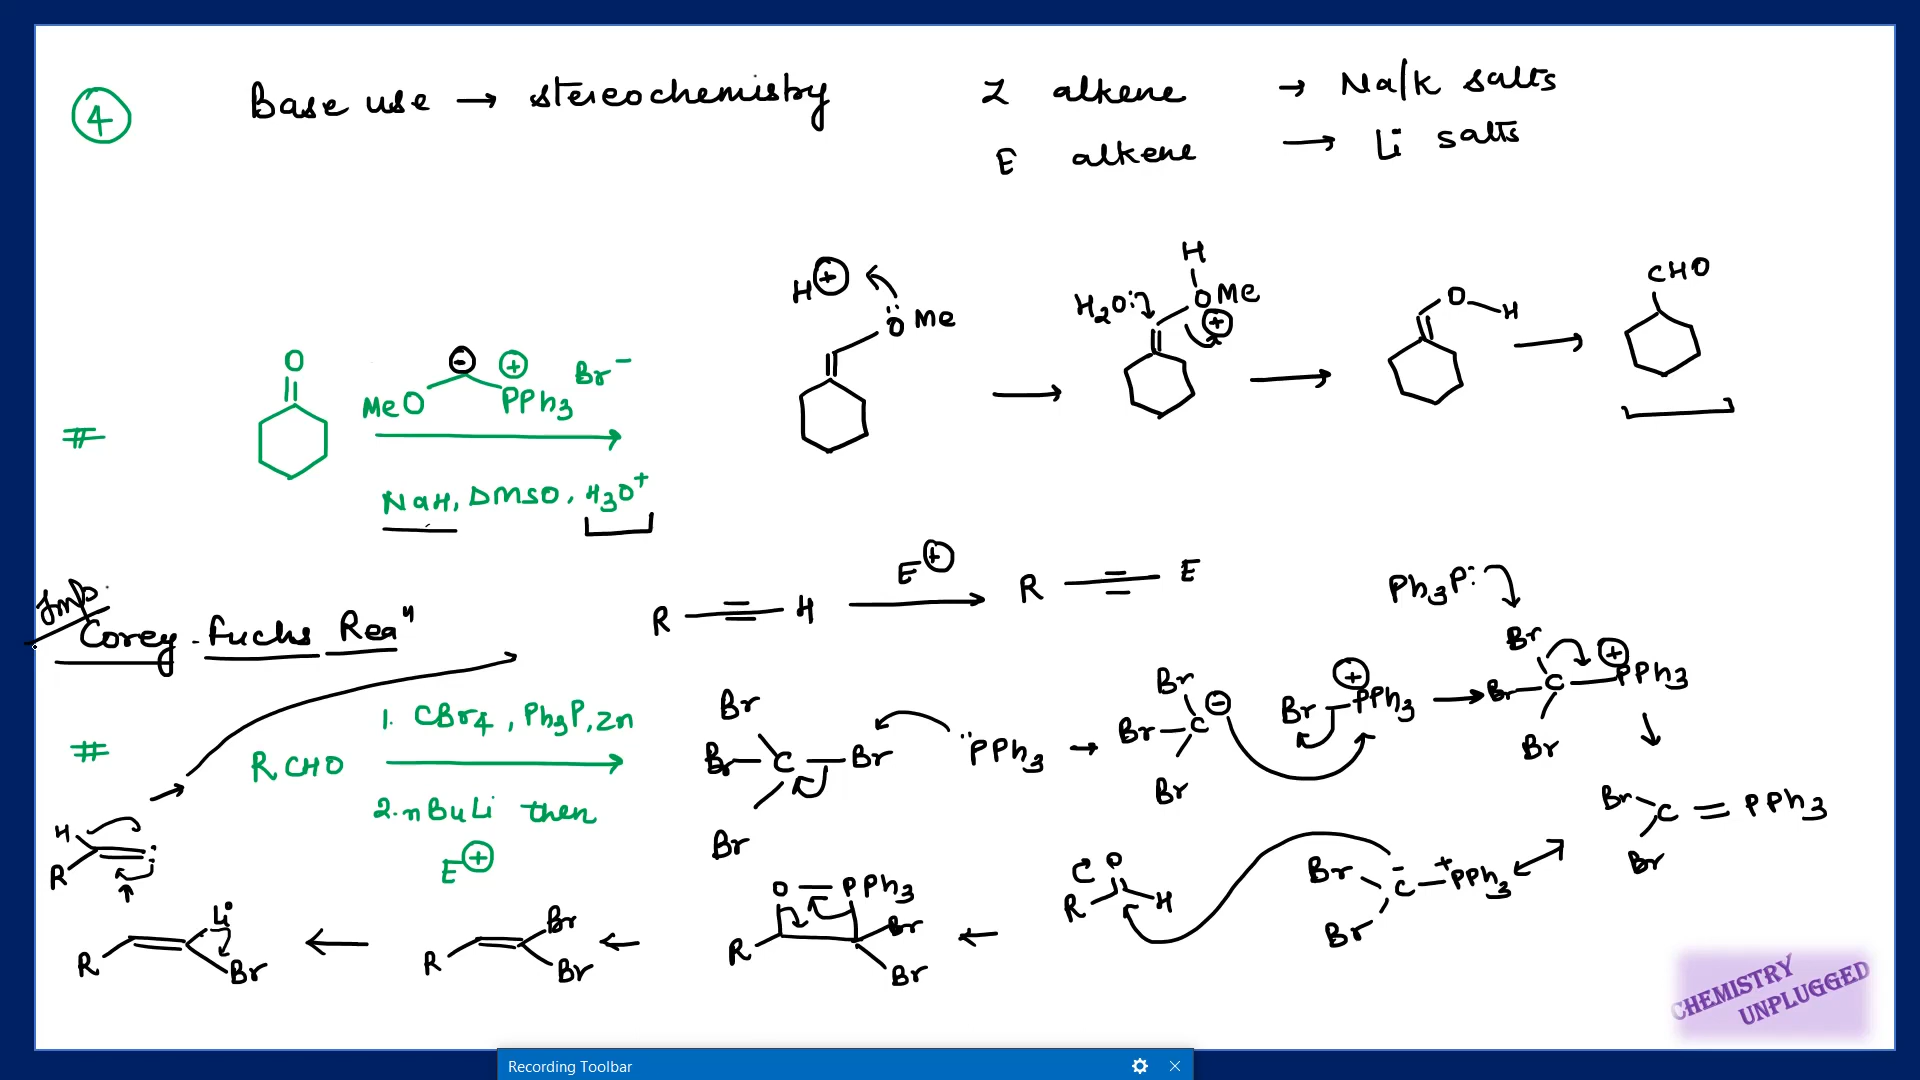 4 Base use → stereochemistry Z alkene → Na/K salts
E alkene → Li salts
O MeO ⊖ ⊕ PPh3 Br−
NaH, DMSO, H3O+
H⊕ ÖMe → H2O: H OMe ⊕ → O-H → CHO
Imp.
Corey-Fuchs Rean
R≡H E⊕ → R≡E
# RCHO
1. CBr4, Ph3P, Zn
2. nBuLi then
E⊕
Br Br-C-Br Br :PPh3 → Br Br-C⊖ Br Br-PPh3 ⊕ → Ph3P: Br Br-C-PPh3 ⊕ Br
Br C=PPh3 Br
Br C− +PPh3 Br ↔
R C O H
O-PPh3 R Br Br ←
R Br Br ←
R Li Br ←
H R :
CHEMISTRY
UNPLUGGED
Recording Toolbar